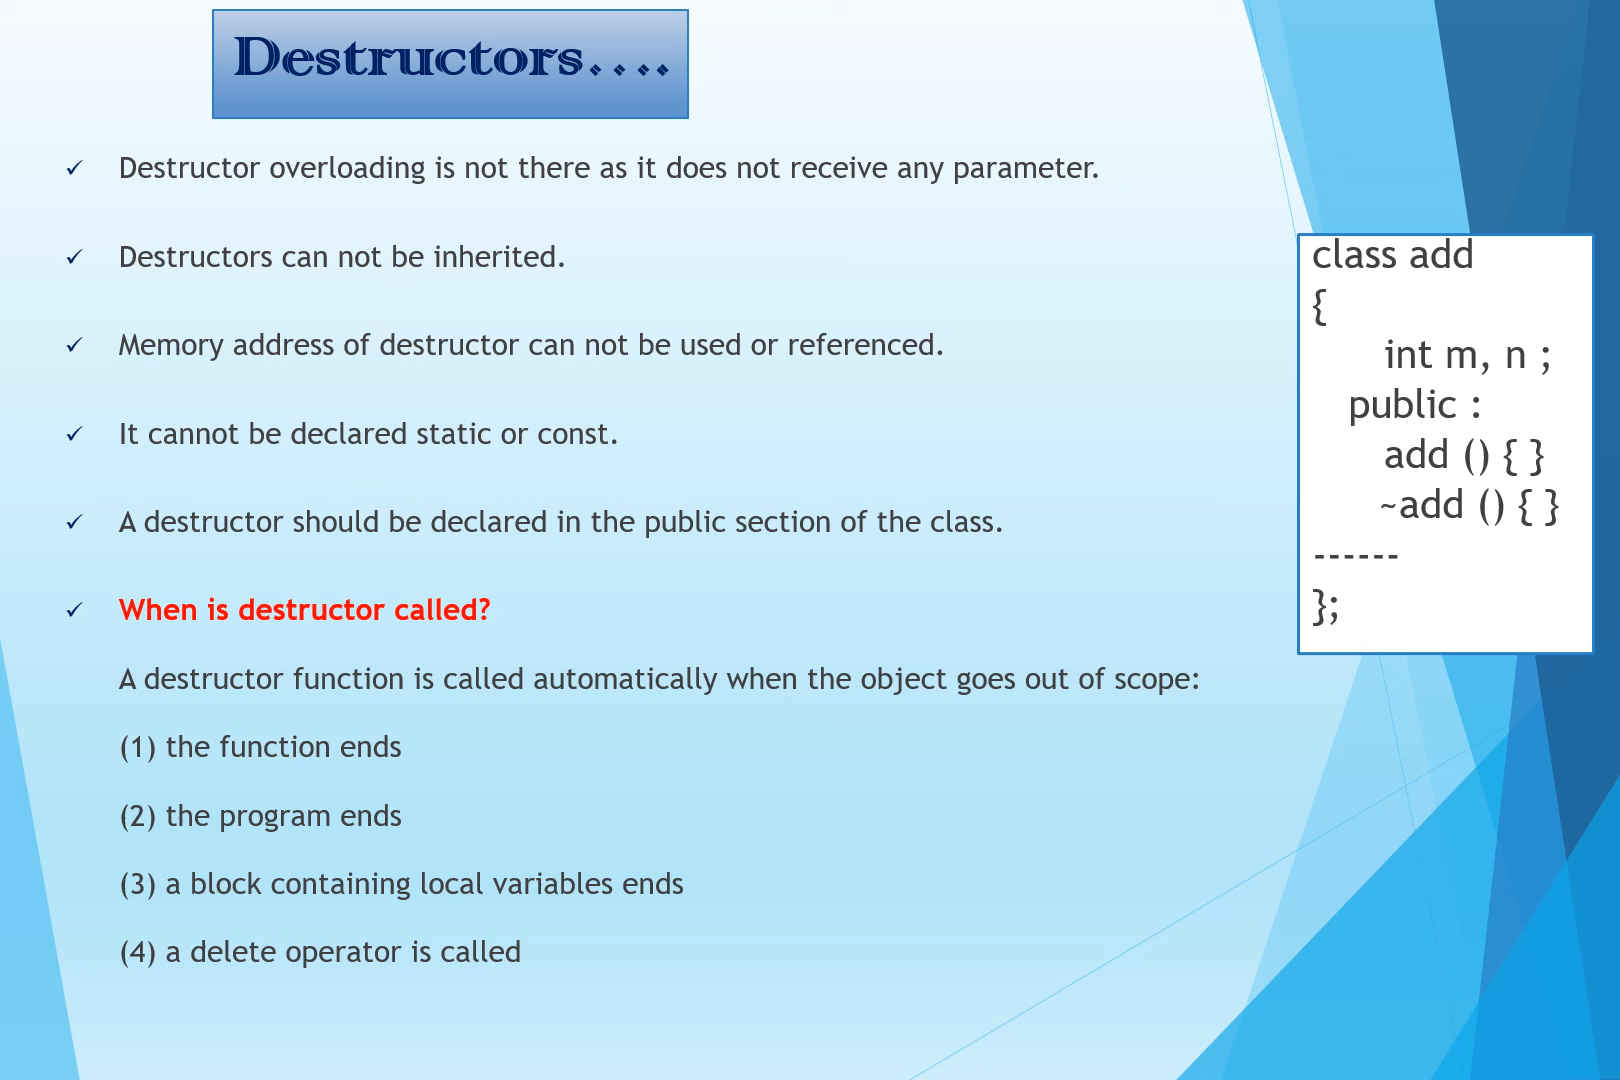 Destructors....
✓ Destructor overloading is not there as it does not receive any parameter.
✓ Destructors can not be inherited.
✓ Memory address of destructor can not be used or referenced.
✓ It cannot be declared static or const.
✓ A destructor should be declared in the public section of the class.
✓ When is destructor called?
A destructor function is called automatically when the object goes out of scope:
(1) the function ends
(2) the program ends
(3) a block containing local variables ends
(4) a delete operator is called
class add
{
int m, n ;
public :
add () { }
~add () { }
------
};